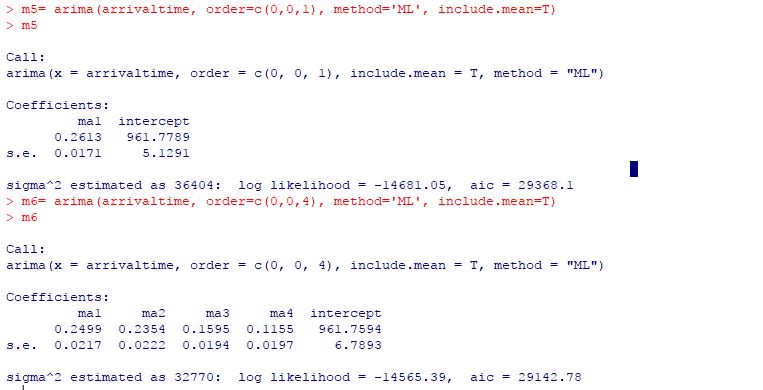 > m5= arima(arrivaltime, order=c(0,0,1), method='ML', include.mean=T)
> m5
Call:
arima(x = arrivaltime, order = c(0, 0, 1), include.mean = T, method = "ML")
Coefficients:
ma1 intercept
0.2613 961.7789
s.e. 0.0171 5.1291
sigma^2 estimated as 36404: log likelihood = -14681.05, aic = 29368.1
> m6= arima(arrivaltime, order=c(0,0,4), method='ML', include.mean=T)
> m6
Call:
arima(x = arrivaltime, order = c(0, 0, 4), include.mean = T, method = "ML")
Coefficients:
ma1 ma2 ma3 ma4 intercept
0.2499 0.2354 0.1595 0.1155 961.7594
s.e. 0.0217 0.0222 0.0194 0.0197 6.7893
sigma^2 estimated as 32770: log likelihood = -14565.39, aic = 29142.78